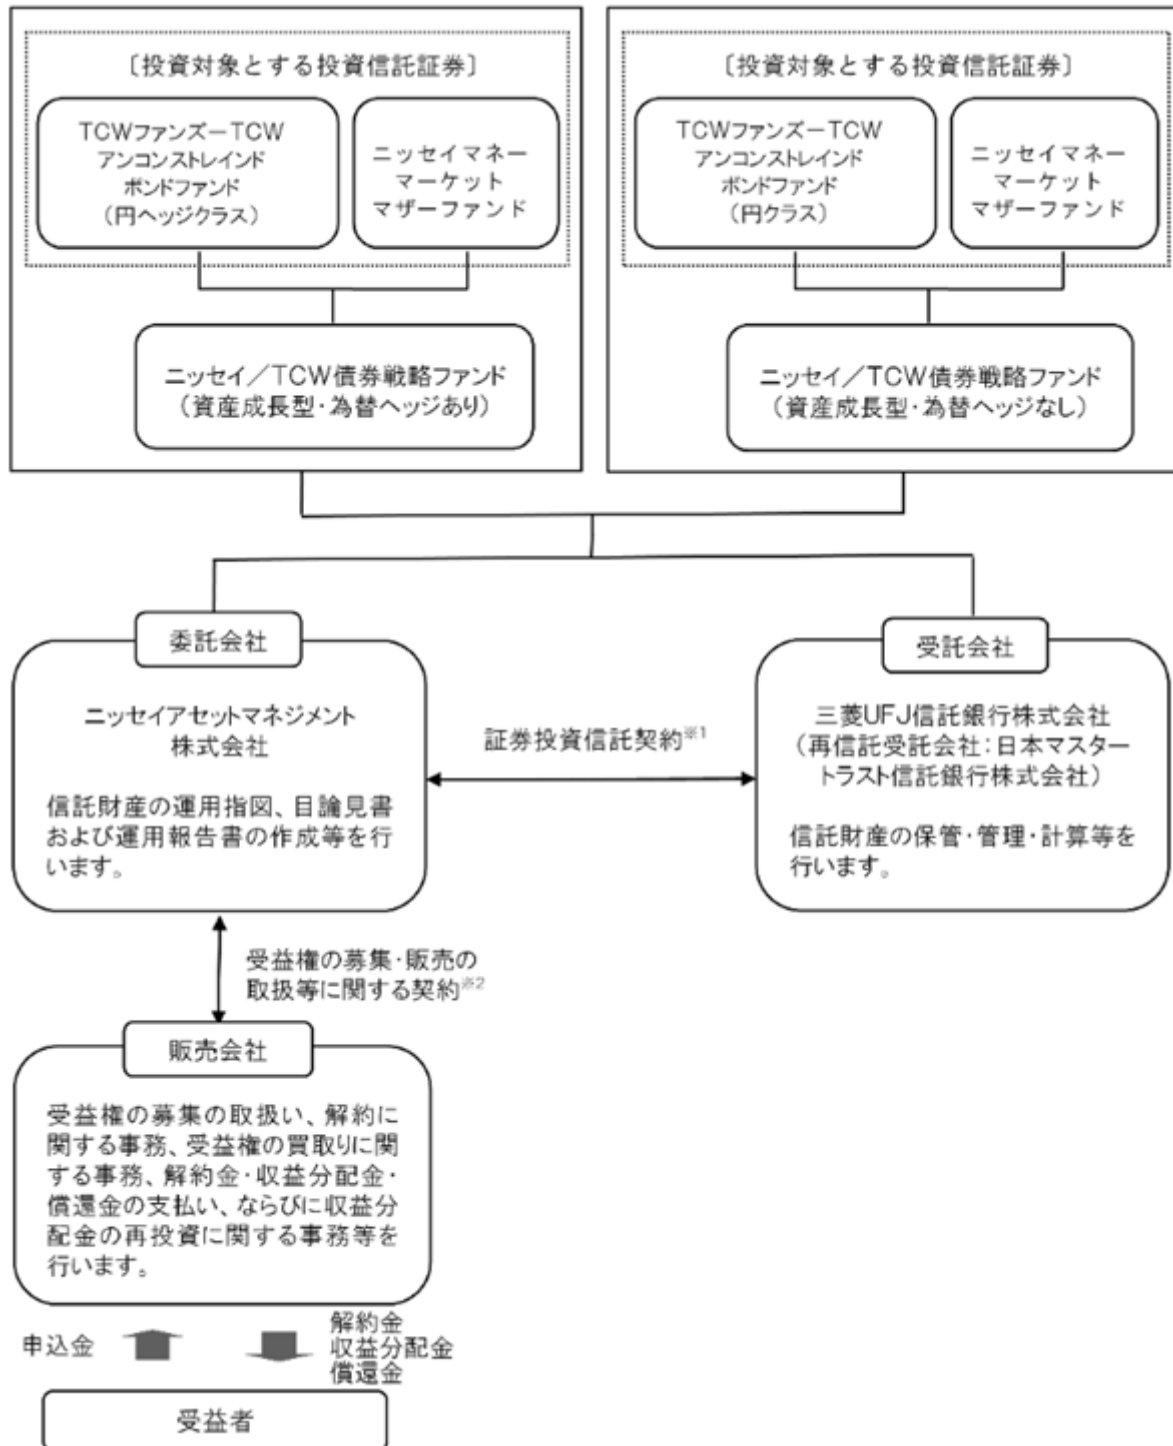 〔投資対象とする投資信託証券〕
TCWファンズ－TCW
アンコンストレインド
ボンドファンド
（円ヘッジクラス）
ニッセイマネー
マーケット
マザーファンド
ニッセイ／TCW債券戦略ファンド
（資産成長型・為替ヘッジあり）
〔投資対象とする投資信託証券〕
TCWファンズ－TCW
アンコンストレインド
ボンドファンド
（円クラス）
ニッセイマネー
マーケット
マザーファンド
ニッセイ／TCW債券戦略ファンド
（資産成長型・為替ヘッジなし）
委託会社
ニッセイアセットマネジメント
株式会社
信託財産の運用指図、目論見書
および運用報告書の作成等を行
います。
証券投資信託契約※1
受託会社
三菱UFJ信託銀行株式会社
（再信託受託会社：日本マスター
トラスト信託銀行株式会社）
信託財産の保管・管理・計算等を
行います。
受益権の募集・販売の
取扱等に関する契約※2
販売会社
受益権の募集の取扱い、解約に
関する事務、受益権の買取りに関
する事務、解約金・収益分配金・
償還金の支払い、ならびに収益分
配金の再投資に関する事務等を
行います。
申込金
解約金
収益分配金
償還金
受益者